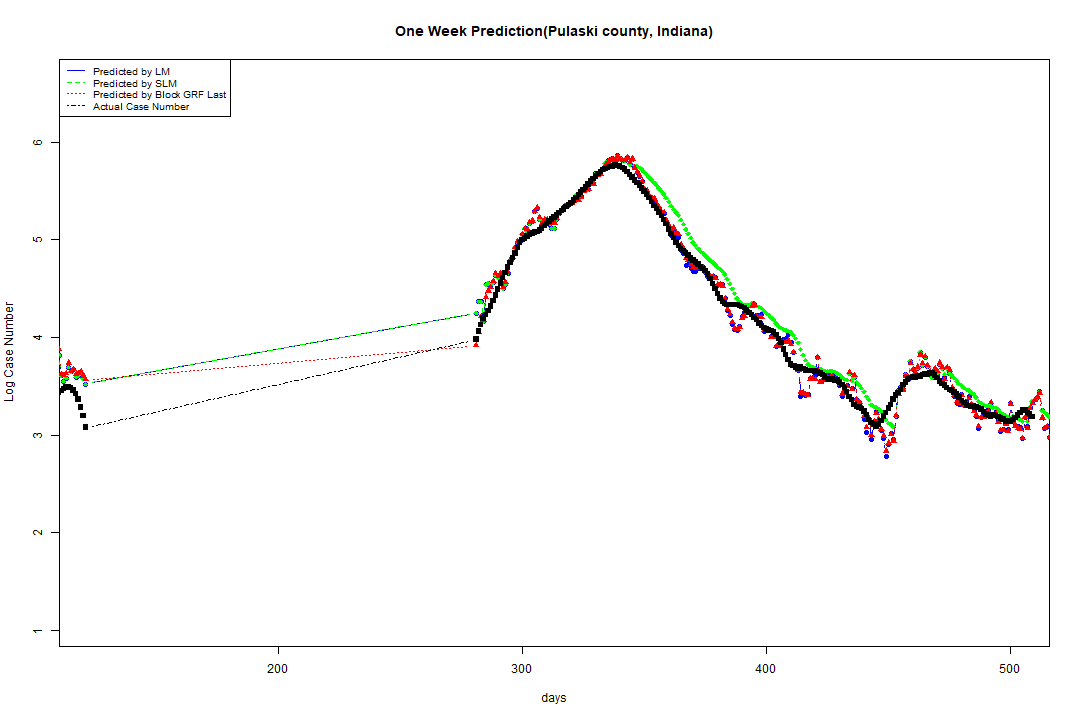 One Week Prediction(Pulaski county, Indiana)
Predicted by LM
Predicted by SLM
Predicted by Block GRF Last
Actual Case Number
Log Case Number
6
5
4
3
2
1
200 300 400 500
days